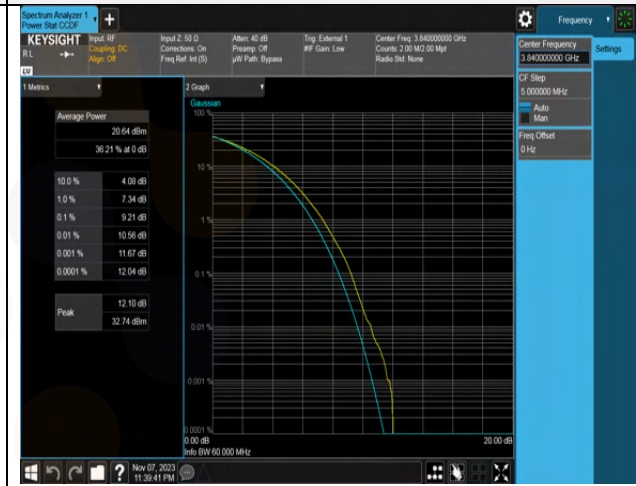 Spectrum Analyzer 1
Power Stat CCDF
Frequency
KEYSIGHT
R L
Input: RF
Coupling: DC
Align: Off
Input Z: 50 Ω
Corrections: On
Freq Ref: Int (S)
Atten: 40 dB
Preamp: Off
µW Path: Bypass
Trig: External 1
#IF Gain: Low
Center Freq: 3.840000000 GHz
Counts: 2.00 M/2.00 Mpt
Radio Std: None
Center Frequency
3.840000000 GHz
Settings
CF Step
5.000000 MHz
Auto
Man
Freq Offset
0 Hz
1 Metrics
Average Power
20.64 dBm
36.21 % at 0 dB
10.0 % 4.08 dB
1.0 % 7.34 dB
0.1 % 9.21 dB
0.01 % 10.56 dB
0.001 % 11.67 dB
0.0001 % 12.04 dB
Peak
12.10 dB
32.74 dBm
2 Graph
Gaussian
100 %
10 %
1 %
0.1 %
0.01 %
0.001 %
0.0001 %
0.00 dB
20.00 dB
Info BW 60.000 MHz
?
Nov 07, 2023
11:39:41 PM